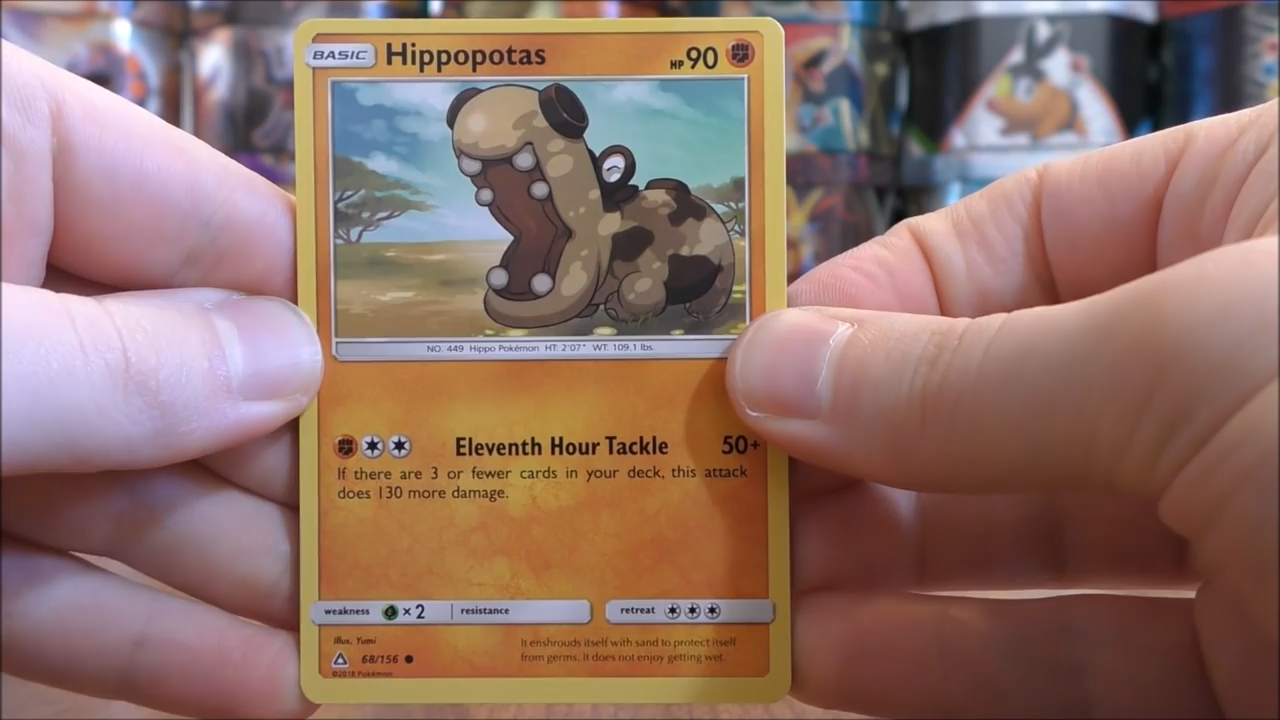 BASIC Hippopotas HP 90
NO. 449 Hippo Pokémon HT: 2'07" WT: 109.1 lbs.
Eleventh Hour Tackle 50+
If there are 3 or fewer cards in your deck, this attack
does 130 more damage.
weakness ×2 resistance retreat
Illus. Yumi
68/156
©2018 Pokémon
It enshrouds itself with sand to protect itself
from germs. It does not enjoy getting wet.